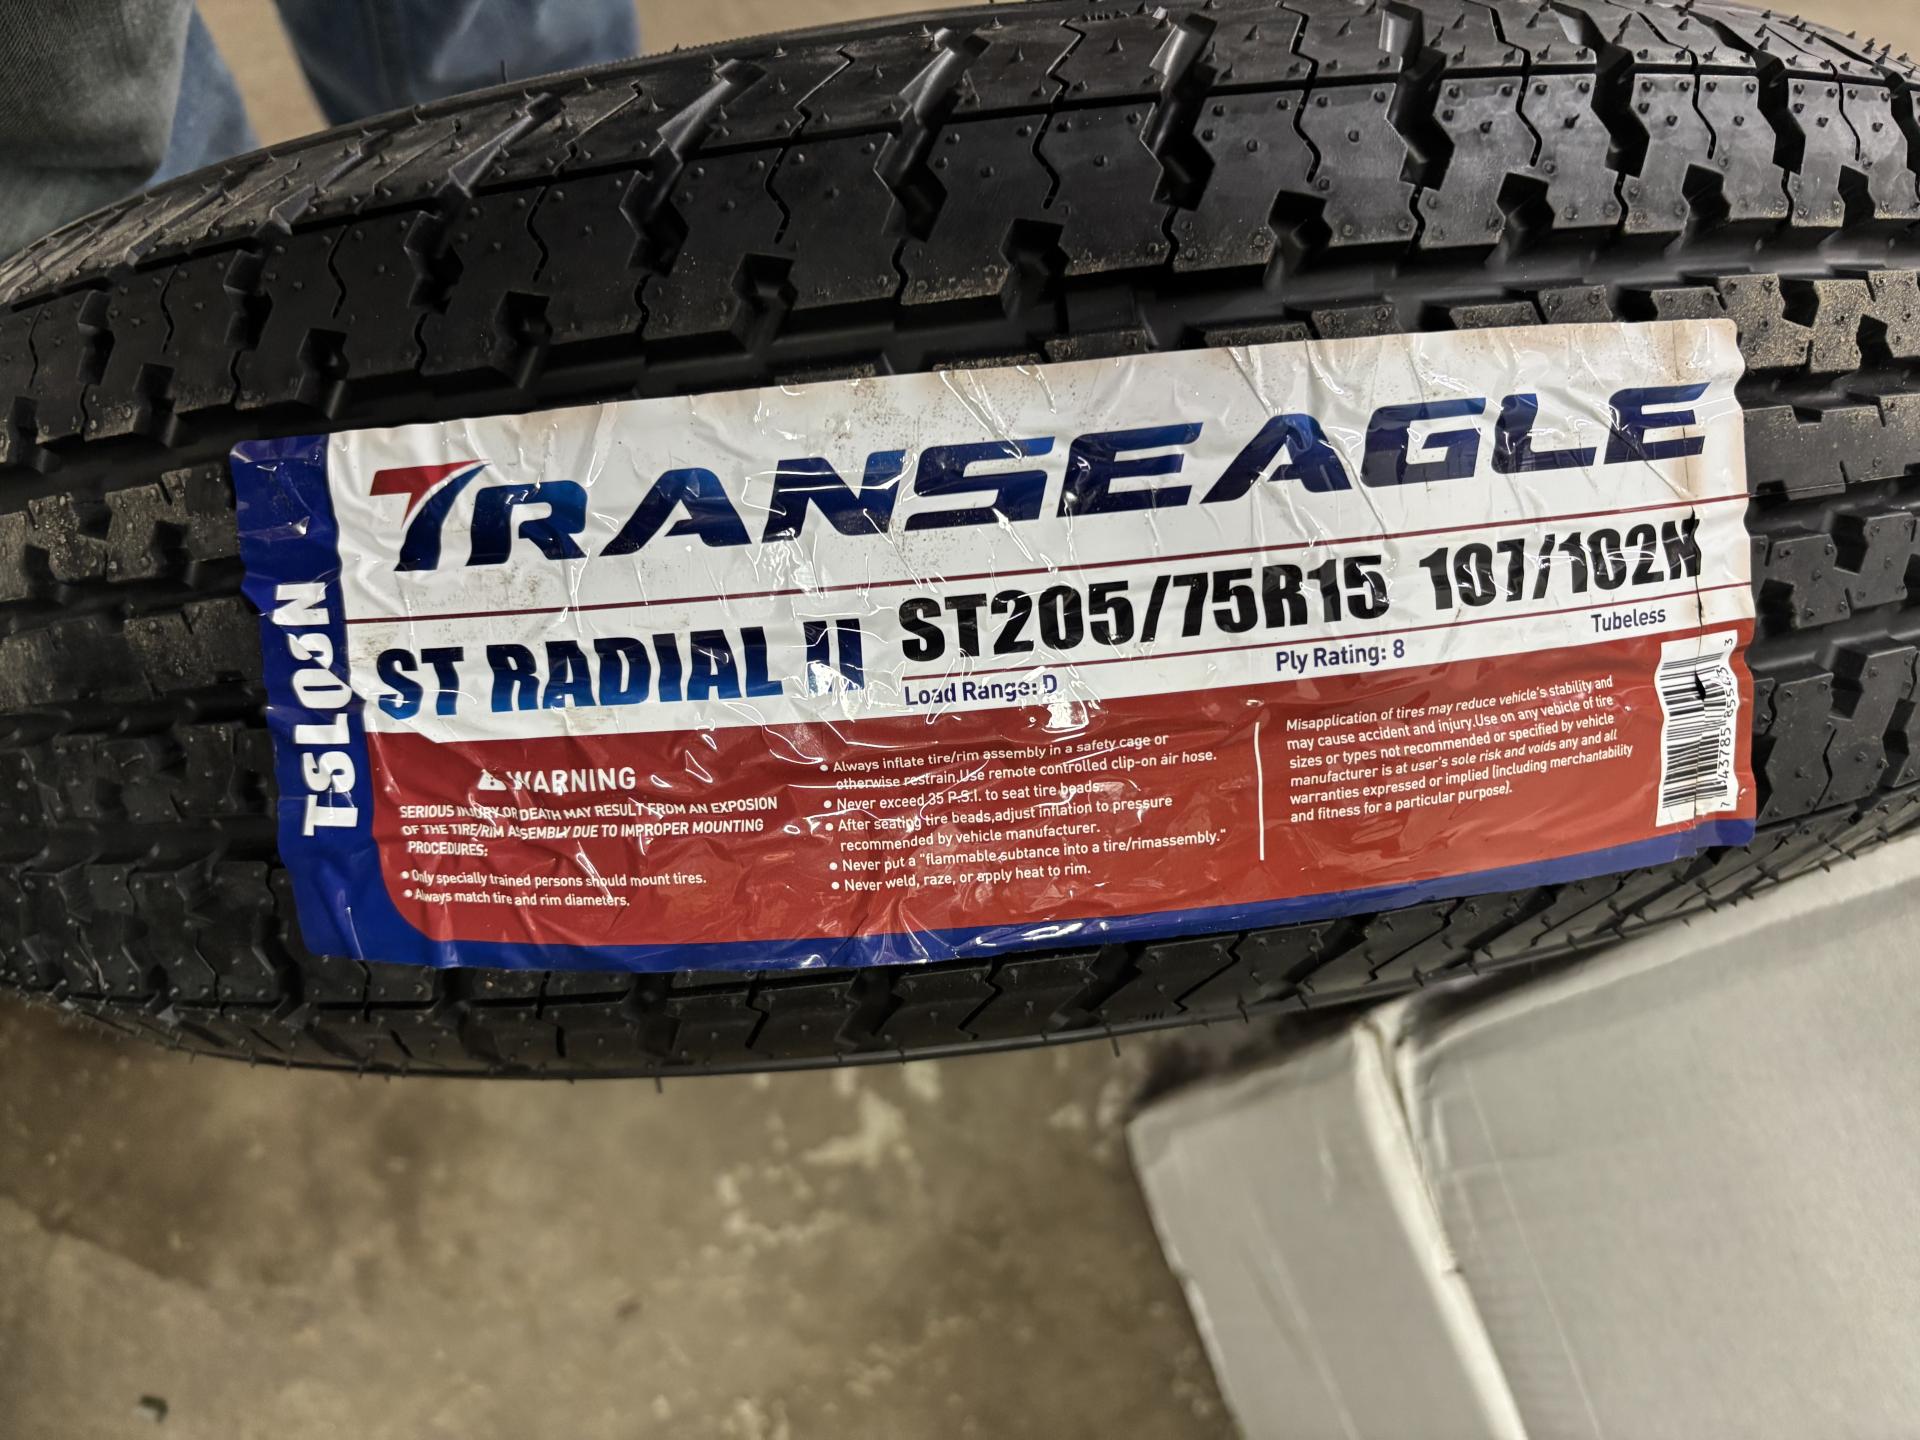 TRANSEAGLE
ST RADIAL II ST205/75R15 107/102N
Load Range: D Ply Rating: 8 Tubeless
TSL03N
WARNING
SERIOUS INJURY OR DEATH MAY RESULT FROM AN EXPOSION
OF THE TIRE/RIM ASSEMBLY DUE TO IMPROPER MOUNTING
PROCEDURES:
• Only specially trained persons should mount tires.
• Always match tire and rim diameters.
• Always inflate tire/rim assembly in a safety cage or
otherwise restrain,Use remote controlled clip-on air hose.
• Never exceed 35 P.S.I. to seat tire beads.
• After seating tire beads,adjust inflation to pressure
recommended by vehicle manufacturer.
• Never put a "flammable subtance into a tire/rimassembly."
• Never weld, raze, or apply heat to rim.
Misapplication of tires may reduce vehicle's stability and
may cause accident and injury.Use on any vehicle of tire
sizes or types not recommended or specified by vehicle
manufacturer is at user's sole risk and voids any and all
warranties expressed or implied (including merchantability
and fitness for a particular purpose).